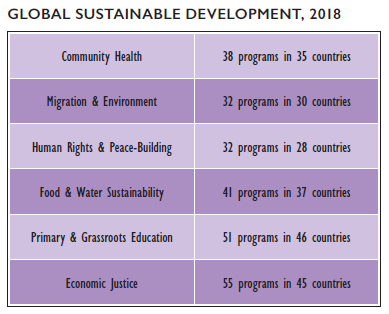 GLOBAL SUSTAINABLE DEVELOPMENT, 2018
Community Health 38 programs in 35 countries
Migration & Environment 32 programs in 30 countries
Human Rights & Peace-Building 32 programs in 28 countries
Food & Water Sustainability 41 programs in 37 countries
Primary & Grassroots Education 51 programs in 46 countries
Economic Justice 55 programs in 45 countries